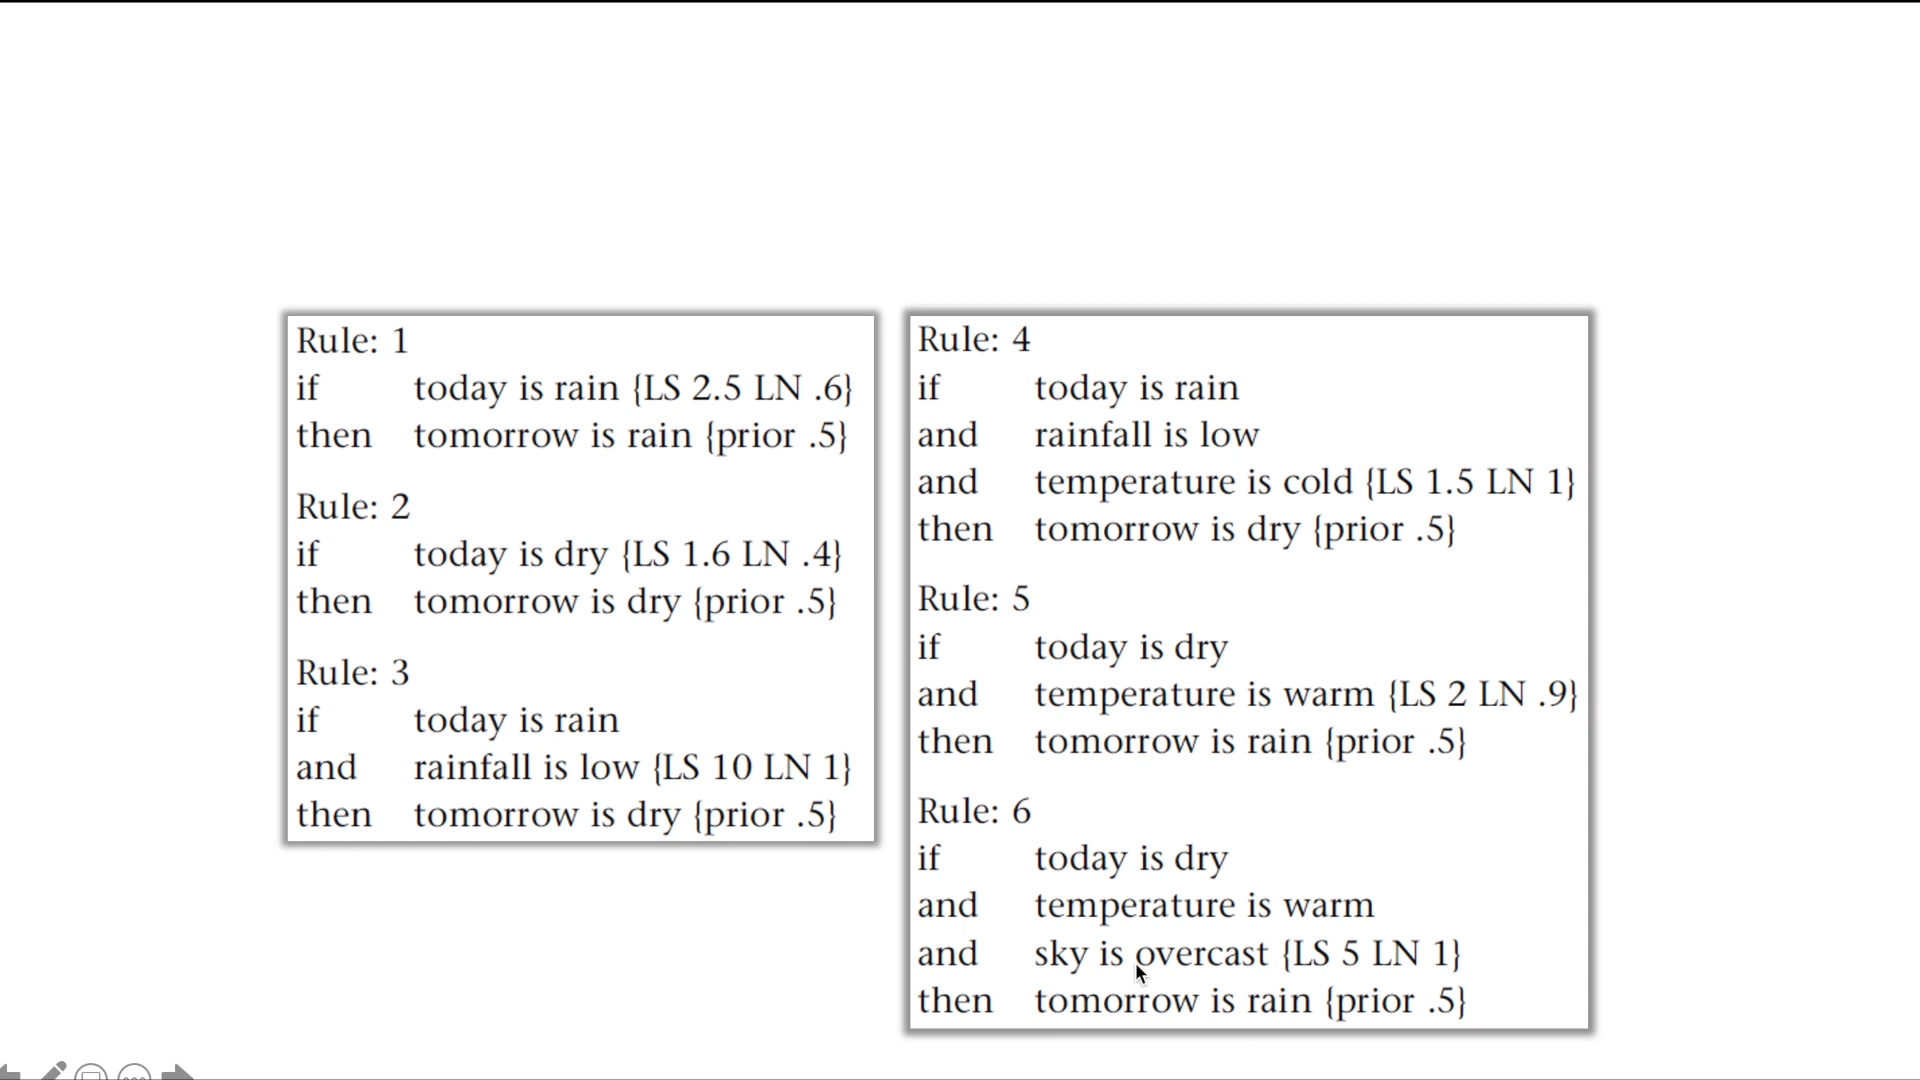 Rule: 1
if today is rain {LS 2.5 LN .6}
then tomorrow is rain {prior .5}
Rule: 2
if today is dry {LS 1.6 LN .4}
then tomorrow is dry {prior .5}
Rule: 3
if today is rain
and rainfall is low {LS 10 LN 1}
then tomorrow is dry {prior .5}
Rule: 4
if today is rain
and rainfall is low
and temperature is cold {LS 1.5 LN 1}
then tomorrow is dry {prior .5}
Rule: 5
if today is dry
and temperature is warm {LS 2 LN .9}
then tomorrow is rain {prior .5}
Rule: 6
if today is dry
and temperature is warm
and sky is overcast {LS 5 LN 1}
then tomorrow is rain {prior .5}